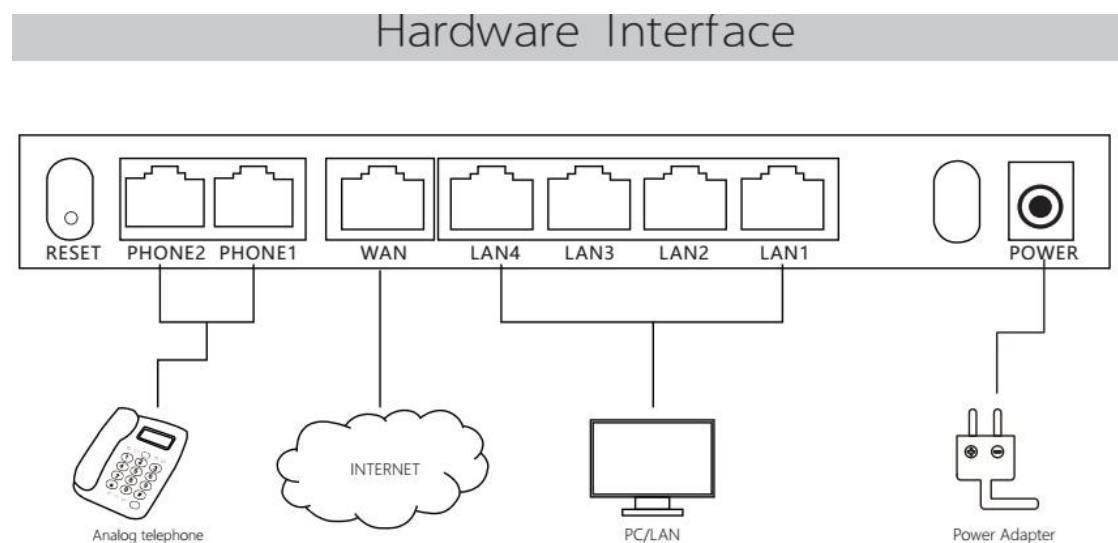 Hardware Interface
RESET PHONE2 PHONE1 WAN LAN4 LAN3 LAN2 LAN1 POWER
INTERNET
Analog telephone PC/LAN Power Adapter